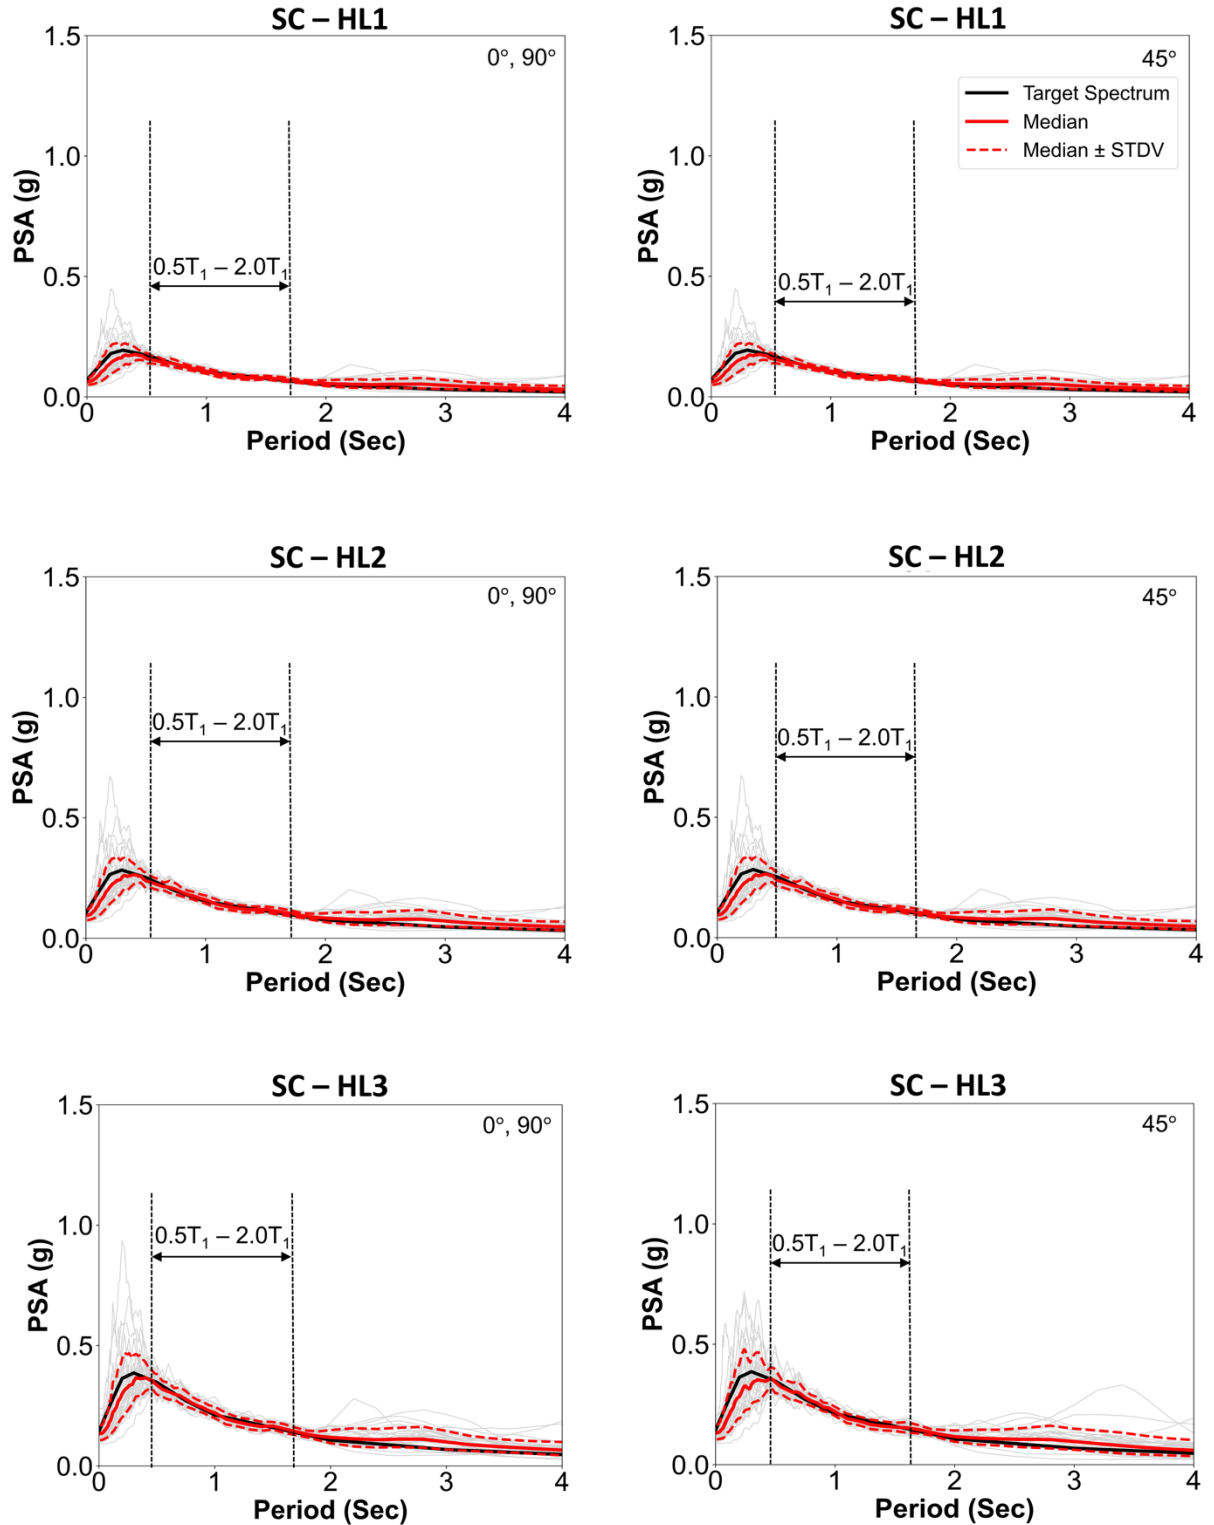 SC – HL1
0°, 90°
1.5
1.0
0.5
0.0
PSA (g)
0.5T₁ – 2.0T₁
0 1 2 3 4
Period (Sec)
SC – HL1
45°
Target Spectrum
Median
Median ± STDV
1.5
1.0
0.5
0.0
PSA (g)
0.5T₁ – 2.0T₁
0 1 2 3 4
Period (Sec)
SC – HL2
0°, 90°
1.5
1.0
0.5
0.0
PSA (g)
0.5T₁ – 2.0T₁
0 1 2 3 4
Period (Sec)
SC – HL2
45°
1.5
1.0
0.5
0.0
PSA (g)
0.5T₁ – 2.0T₁
0 1 2 3 4
Period (Sec)
SC – HL3
0°, 90°
1.5
1.0
0.5
0.0
PSA (g)
0.5T₁ – 2.0T₁
0 1 2 3 4
Period (Sec)
SC – HL3
45°
1.5
1.0
0.5
0.0
PSA (g)
0.5T₁ – 2.0T₁
0 1 2 3 4
Period (Sec)